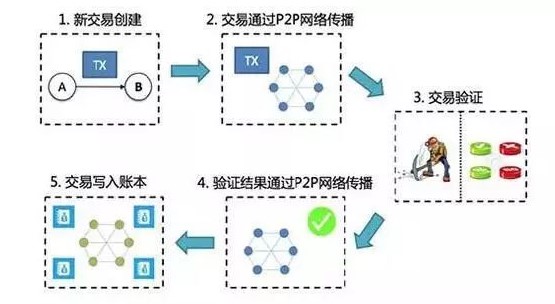 1. 新交易创建
TX
A
B
2. 交易通过P2P网络传播
TX
3. 交易验证
4. 验证结果通过P2P网络传播
5. 交易写入账本